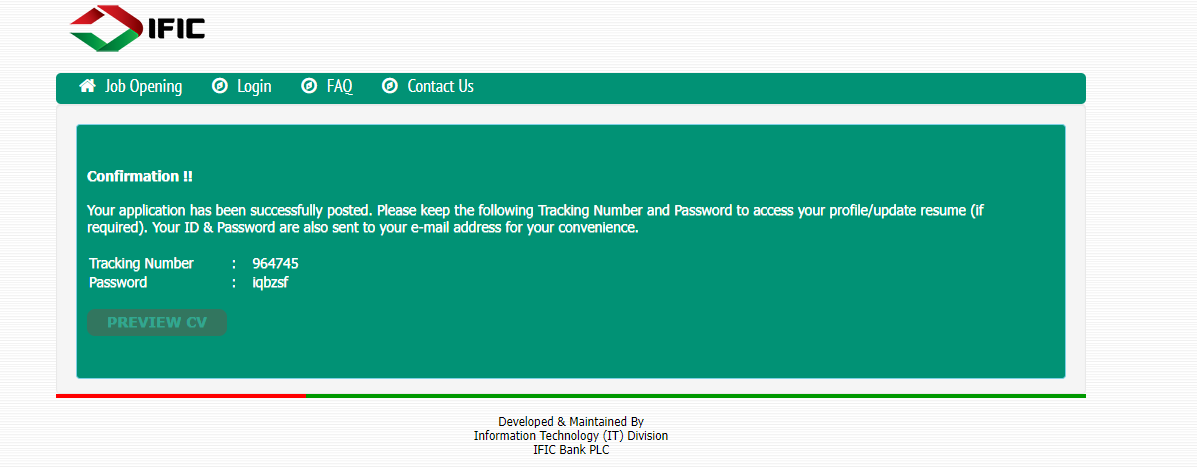 IFIC
Job Opening Login FAQ Contact Us
Confirmation !!
Your application has been successfully posted. Please keep the following Tracking Number and Password to access your profile/update resume (if
required). Your ID & Password are also sent to your e-mail address for your convenience.
Tracking Number : 964745
Password : iqbzsf
PREVIEW CV
Developed & Maintained By
Information Technology (IT) Division
IFIC Bank PLC